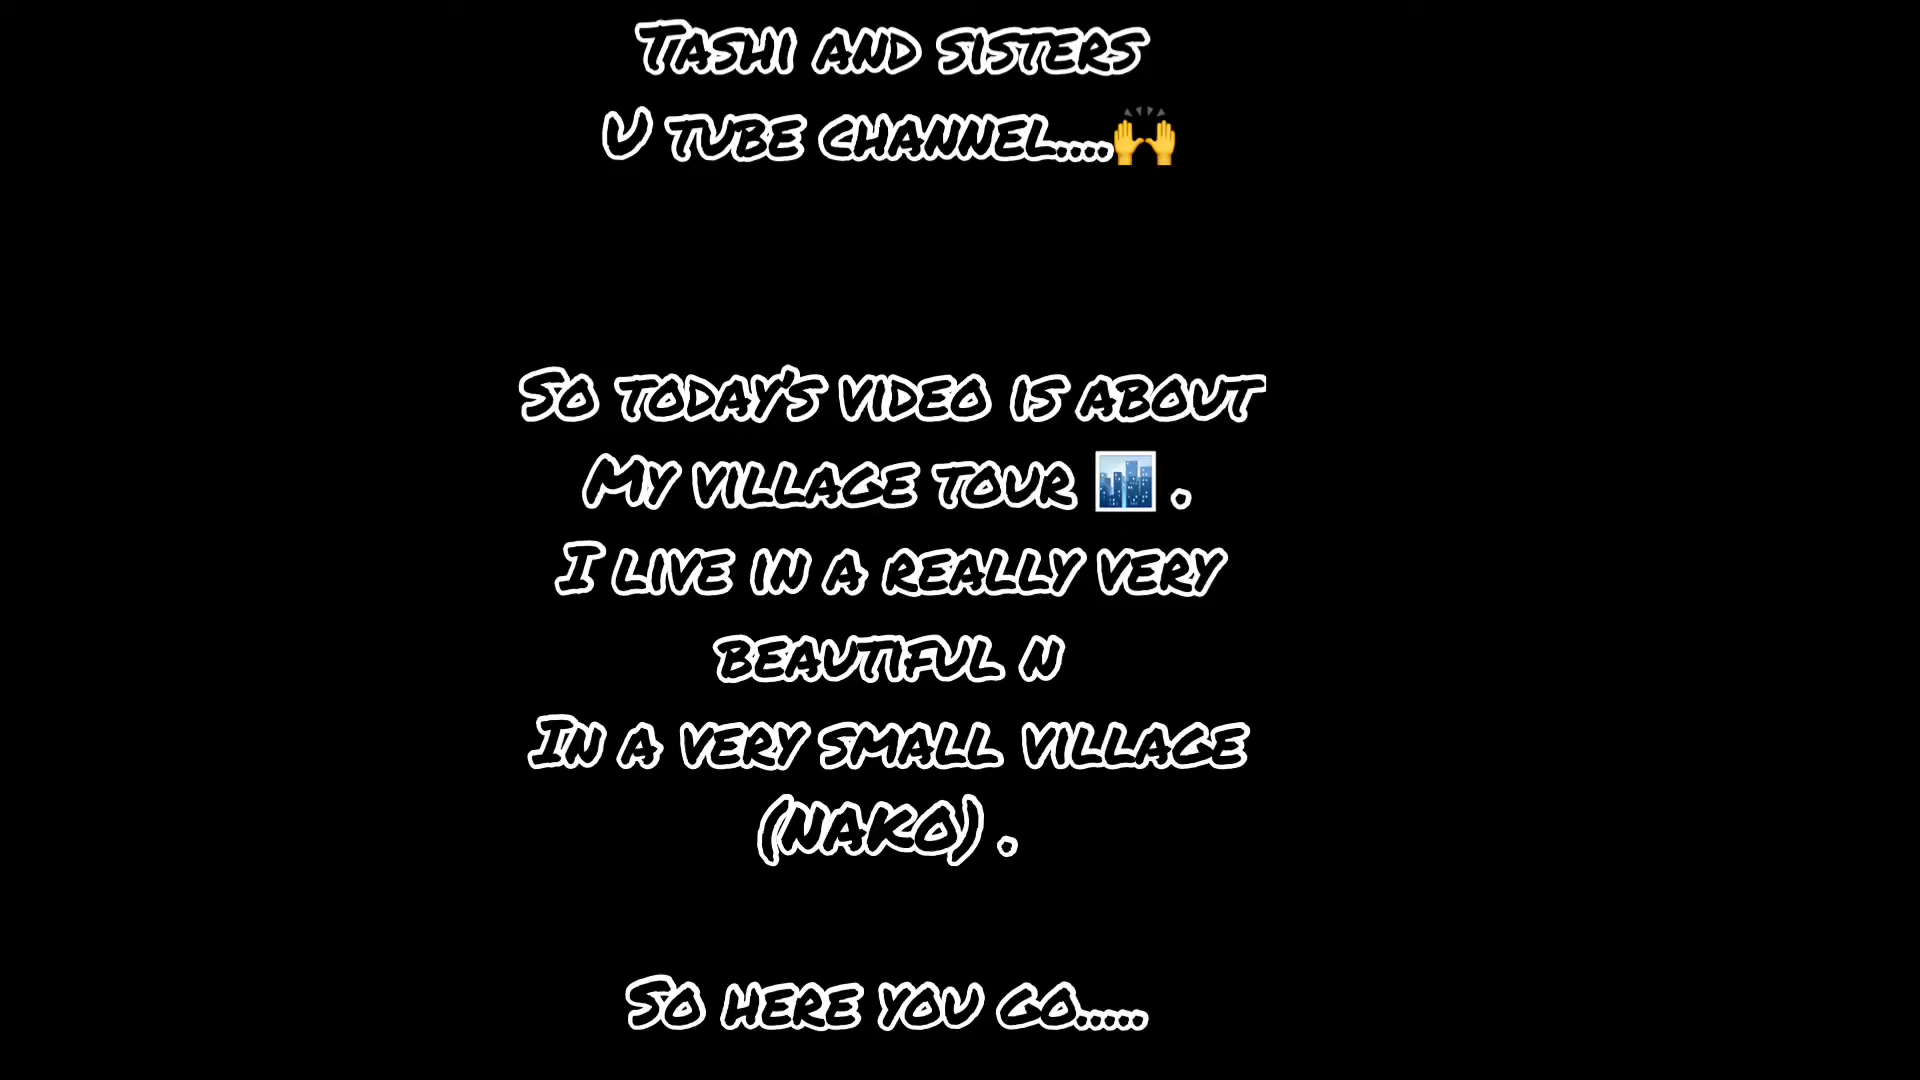 Tashi and sisters
U tube channel....🙌
So today's video is about
My village tour 🏙 .
I live in a really very
beautiful n
In a very small village
(NAKO) .
So here you go.....